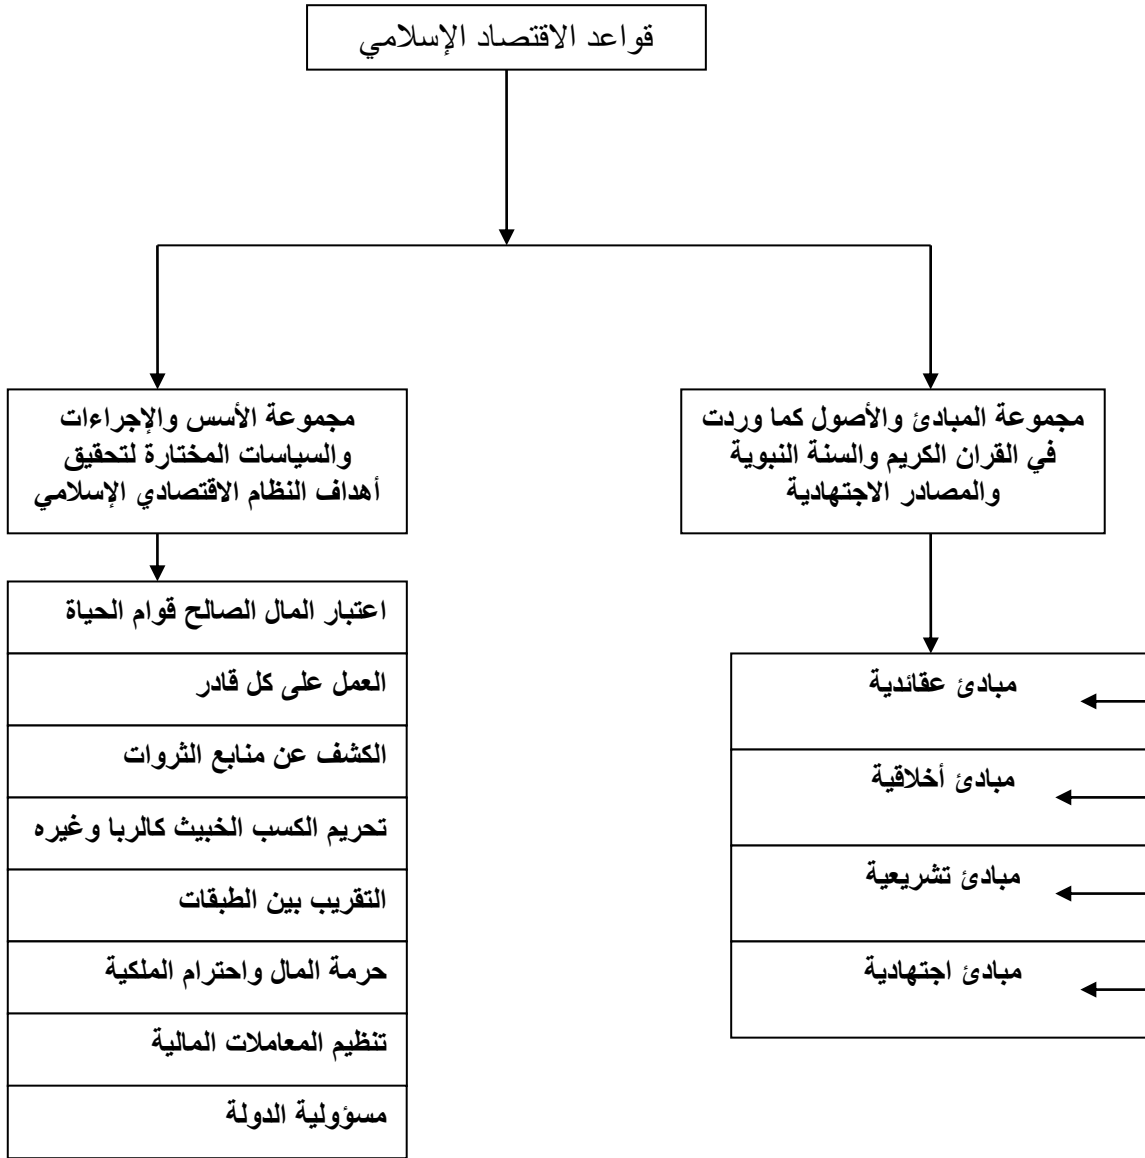 قواعد الاقتصاد الإسلامي
مجموعة المبادئ والأصول كما وردت
في القران الكريم والسنة النبوية
والمصادر الاجتهادية
مبادئ عقائدية
مبادئ أخلاقية
مبادئ تشريعية
مبادئ اجتهادية
مجموعة الأسس والإجراءات
والسياسات المختارة لتحقيق
أهداف النظام الاقتصادي الإسلامي
اعتبار المال الصالح قوام الحياة
العمل على كل قادر
الكشف عن منابع الثروات
تحريم الكسب الخبيث كالربا وغيره
التقريب بين الطبقات
حرمة المال واحترام الملكية
تنظيم المعاملات المالية
مسؤولية الدولة